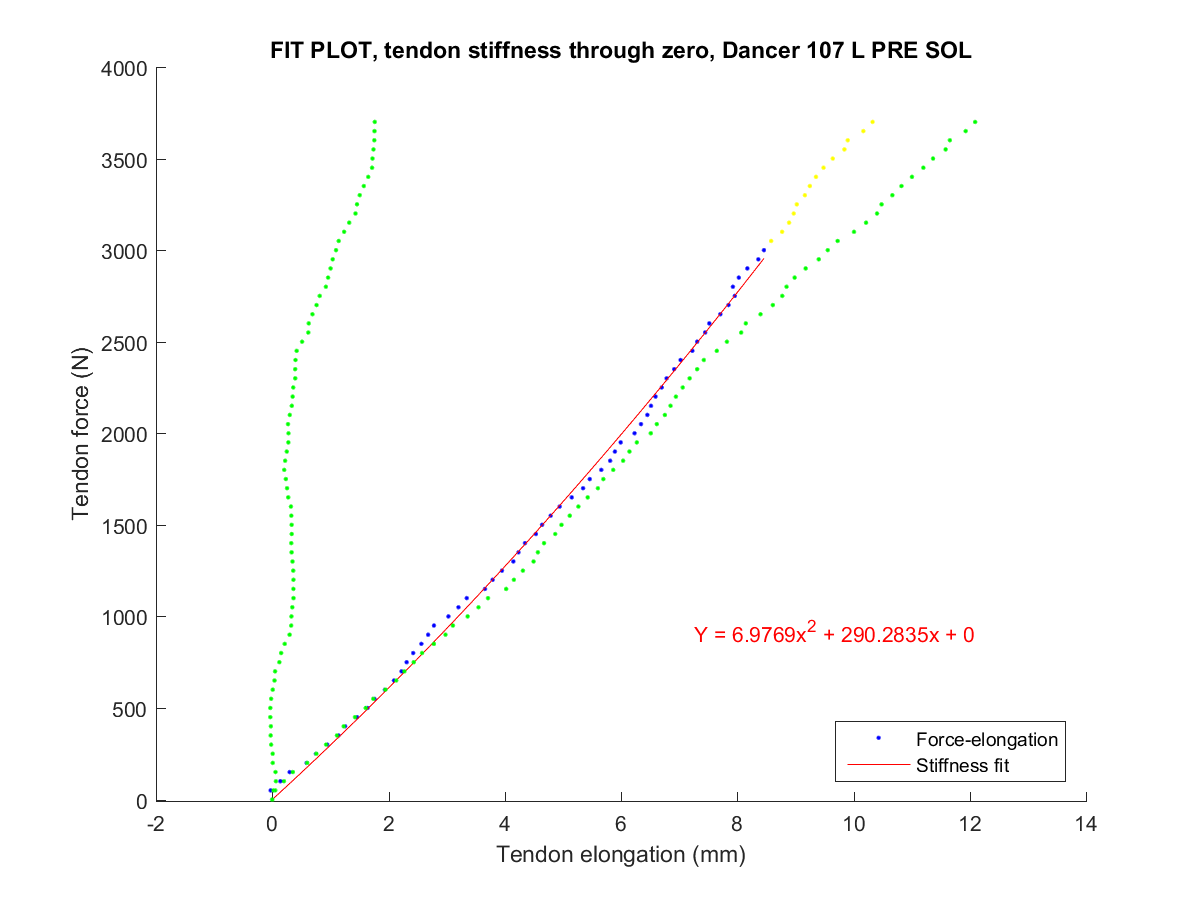 FIT PLOT, tendon stiffness through zero, Dancer 107 L PRE SOL
4000
3500
3000
2500
2000
1500
1000
500
0
Tendon force (N)
Y = 6.9769x² + 290.2835x + 0
Force-elongation
Stiffness fit
-2 0 2 4 6 8 10 12 14
Tendon elongation (mm)